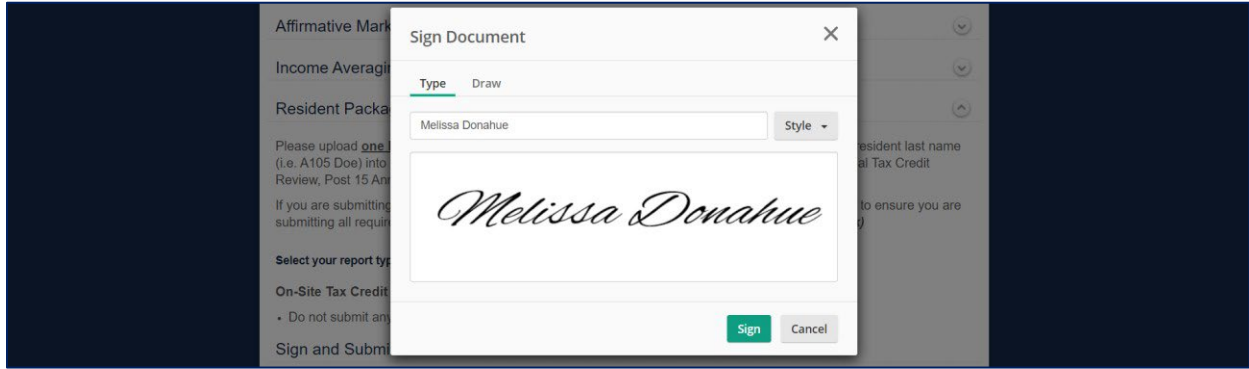 Affirmative Mark
Sign Document
Income Averagi
Type Draw
Resident Packa
Melissa Donahue
Style
Please upload one esident last name
(i.e. A105 Doe) into al Tax Credit
Review, Post 15 An
Melissa Donahue
If you are submitting to ensure you are
submitting all requir
Select your report typ
On-Site Tax Credit
• Do not submit any
Sign Cancel
Sign and Submi